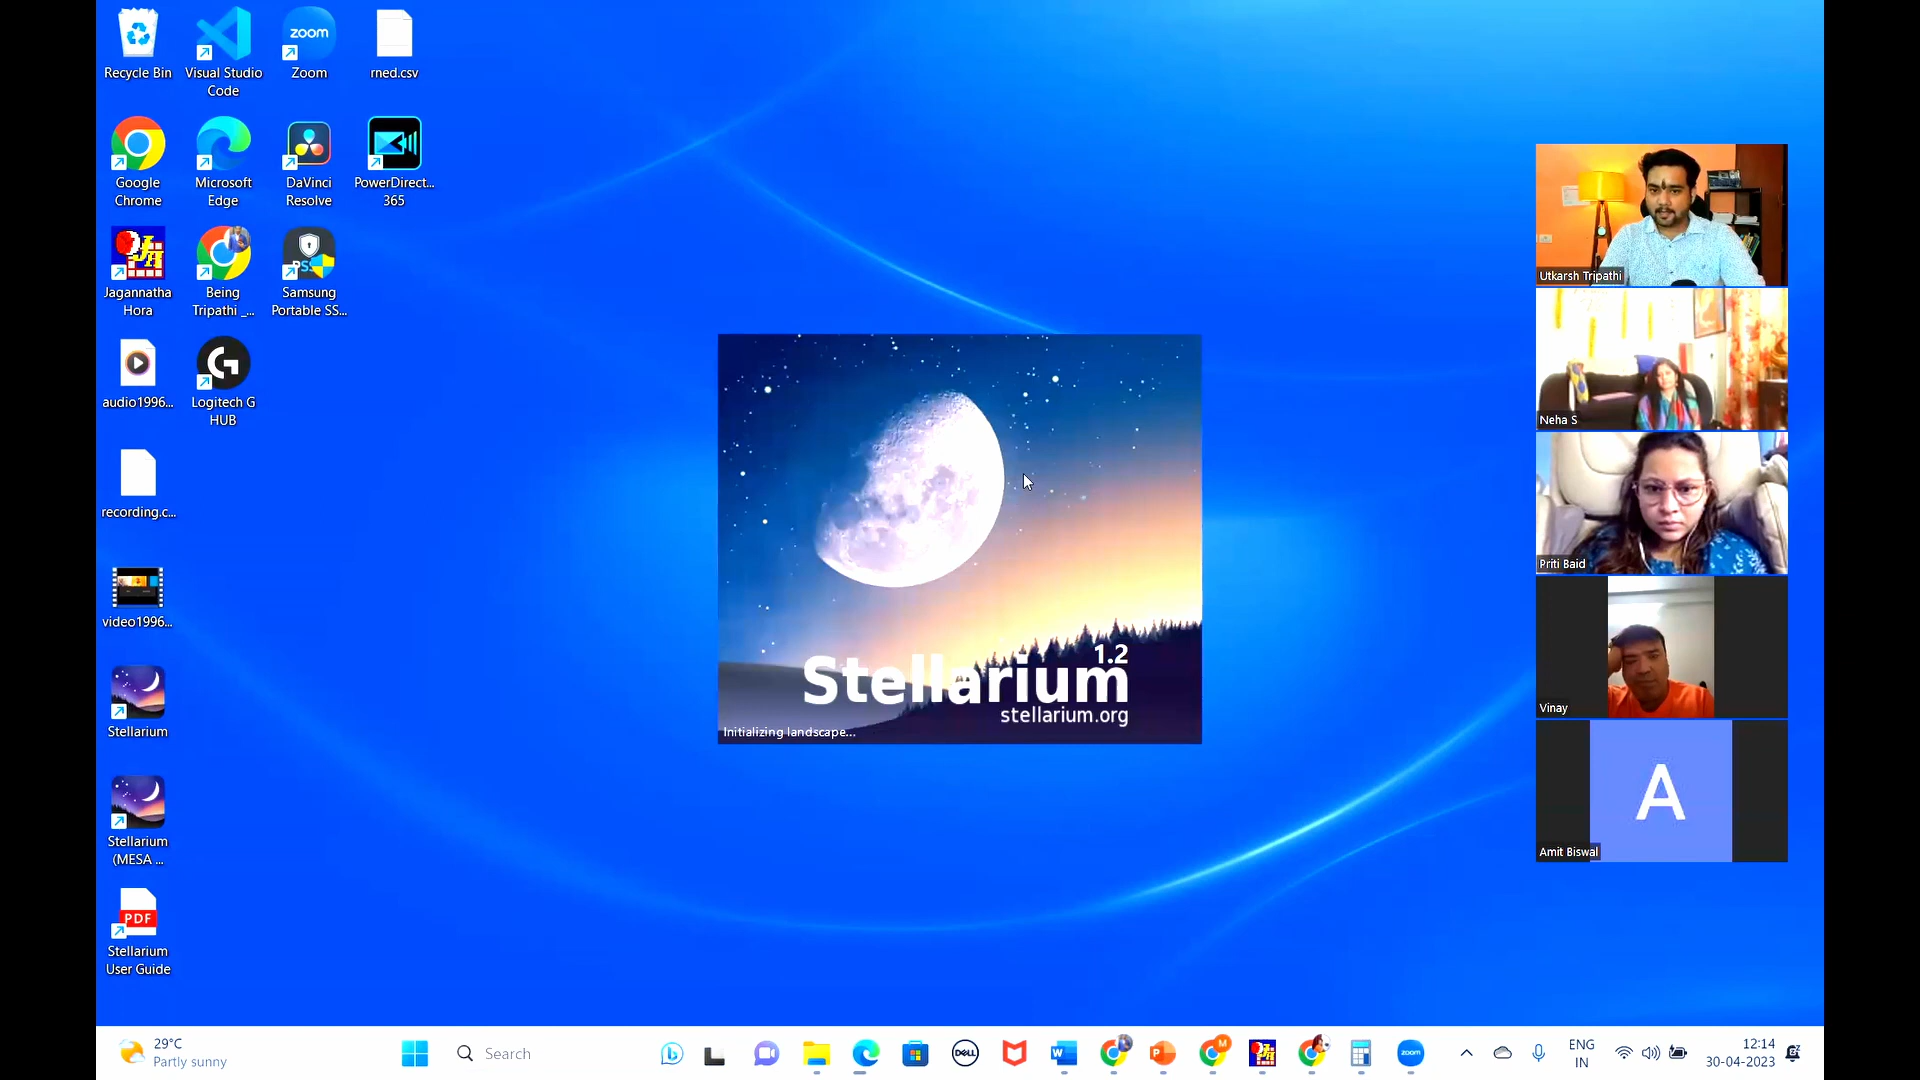 Recycle Bin
Visual Studio
Code
zoom
Zoom
rned.csv
Google
Chrome
Microsoft
Edge
DaVinci
Resolve
PowerDirect...
365
Jagannatha
Hora
Being
Tripathi _...
Samsung
Portable SS...
audio1996...
Logitech G
HUB
recording.c...
video1996...
Stellarium
Stellarium
(MESA ...
PDF
Stellarium
User Guide
1.2
Stellarium
stellarium.org
Initializing landscape...
Utkarsh Tripathi
Neha S
Priti Baid
Vinay
A
Amit Biswal
29°C
Partly sunny
Search
DELL
W
P
M
zoom
ENG
IN
12:14
30-04-2023